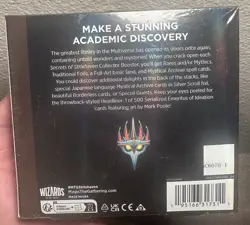 MAKE A STUNNING
ACADEMIC DISCOVERY
The greatest library in the Multiverse has opened its doors once again,
containing untold wonders and mysteries! When you crack open each
Secrets of Strixhaven Collector Booster, you'll get Rares and/or Mythics,
Traditional Foils, a Full-Art basic land, and Mystical Archive spell cards.
You could discover additional delights in the back of the stacks, like
special Japanese-language Mystical Archive cards in Silver Scroll foil,
beautiful Borderless cards, or Special Guests. Keep your eyes peeled for
the throwback-styled Headliner: 1 of 500 Serialized Emeritus of Ideation
cards featuring art by Mark Poole!
WIZARDS
#MTGStrixhaven
MagicTheGathering.com